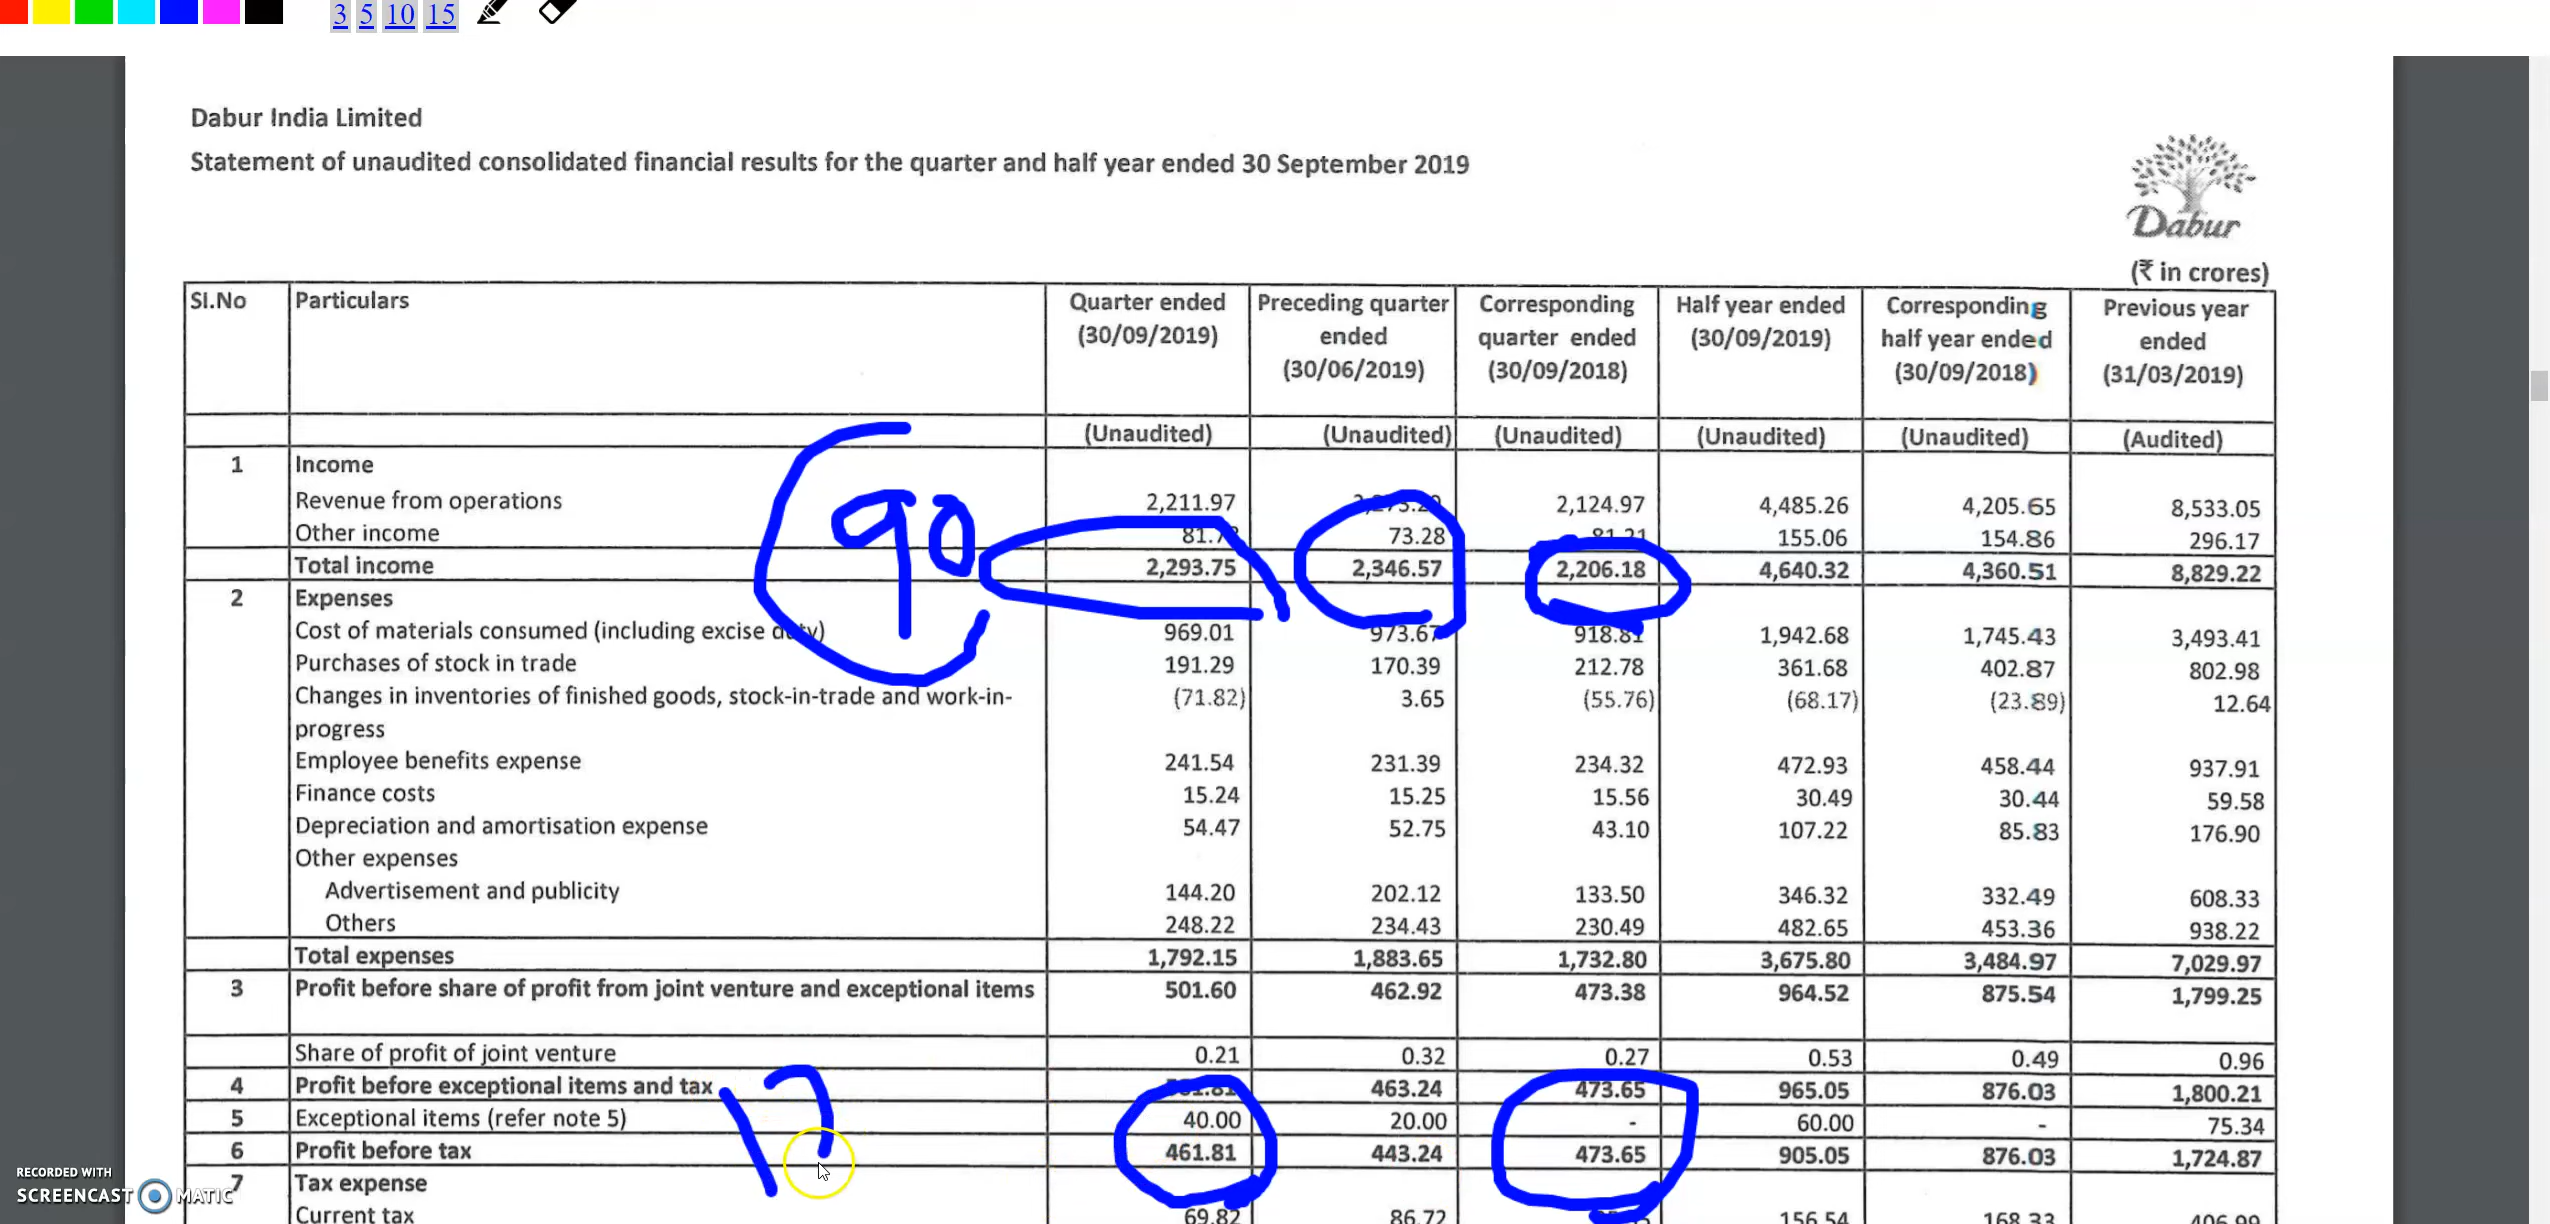 3 5 10 15
Dabur India Limited
Statement of unaudited consolidated financial results for the quarter and half year ended 30 September 2019
Dabur
(₹ in crores)
Sl.No Particulars Quarter ended (30/09/2019) Preceding quarter ended (30/06/2019) Corresponding quarter ended (30/09/2018) Half year ended (30/09/2019) Corresponding half year ended (30/09/2018) Previous year ended (31/03/2019)
(Unaudited) (Unaudited) (Unaudited) (Unaudited) (Unaudited) (Audited)
1 Income
Revenue from operations 2,211.97 2,124.97 4,485.26 4,205.65 8,533.05
90
Other income 73.28 81.21 155.06 154.86 296.17
Total income 2,293.75 2,346.57 2,206.18 4,640.32 4,360.51 8,829.22
2 Expenses
Cost of materials consumed (including excise duty) 969.01 973.67 918.81 1,942.68 1,745.43 3,493.41
Purchases of stock in trade 191.29 170.39 212.78 361.68 402.87 802.98
Changes in inventories of finished goods, stock-in-trade and work-in- (71.82) 3.65 (55.76) (68.17) (23.89) 12.64
progress
Employee benefits expense 241.54 231.39 234.32 472.93 458.44 937.91
Finance costs 15.24 15.25 15.56 30.49 30.44 59.58
Depreciation and amortisation expense 54.47 52.75 43.10 107.22 85.83 176.90
Other expenses
Advertisement and publicity 144.20 202.12 133.50 346.32 332.49 608.33
Others 248.22 234.43 230.49 482.65 453.36 938.22
Total expenses 1,792.15 1,883.65 1,732.80 3,675.80 3,484.97 7,029.97
3 Profit before share of profit from joint venture and exceptional items 501.60 462.92 473.38 964.52 875.54 1,799.25
Share of profit of joint venture 0.21 0.32 0.27 0.53 0.49 0.96
4 Profit before exceptional items and tax 463.24 473.65 965.05 876.03 1,800.21
5 Exceptional items (refer note 5) 40.00 20.00 - 60.00 - 75.34
6 Profit before tax 461.81 443.24 473.65 905.05 876.03 1,724.87
7 Tax expense
Current tax 69.82 86.72 156.54 168.33 406.99
RECORDED WITH
SCREENCAST MATIC